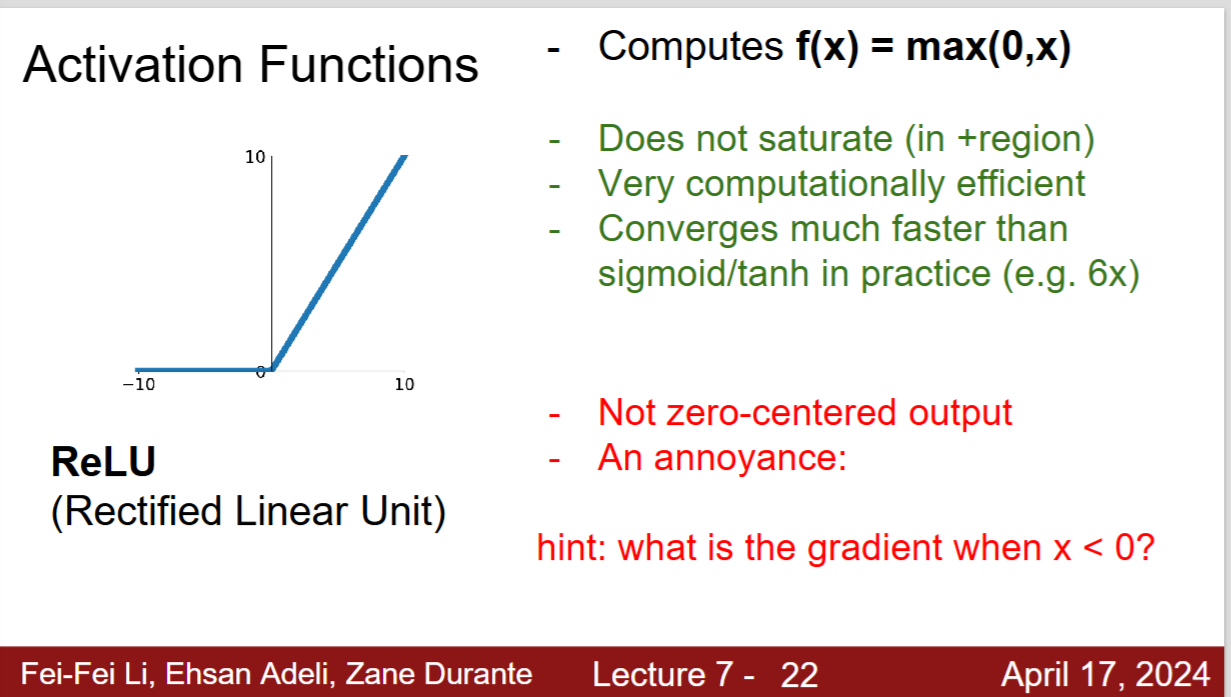 Activation Functions
- Computes f(x) = max(0,x)
- Does not saturate (in +region)
- Very computationally efficient
- Converges much faster than
sigmoid/tanh in practice (e.g. 6x)
10
0
−10
10
ReLU
(Rectified Linear Unit)
- Not zero-centered output
- An annoyance:
hint: what is the gradient when x < 0?
Fei-Fei Li, Ehsan Adeli, Zane Durante
Lecture 7 - 22
April 17, 2024